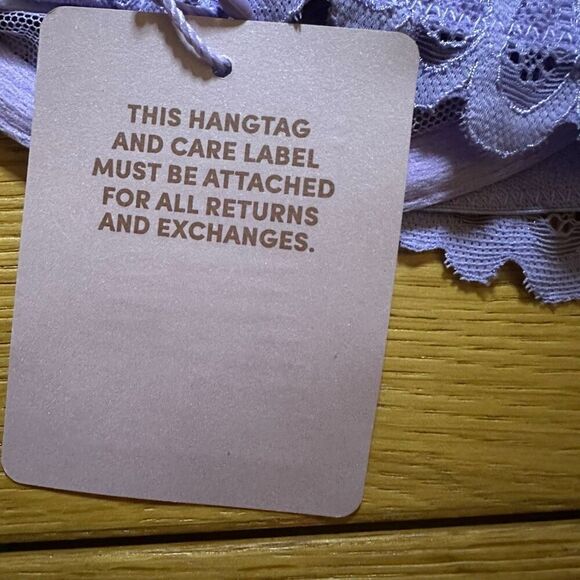 THIS HANGTAG
AND CARE LABEL
MUST BE ATTACHED
FOR ALL RETURNS
AND EXCHANGES.